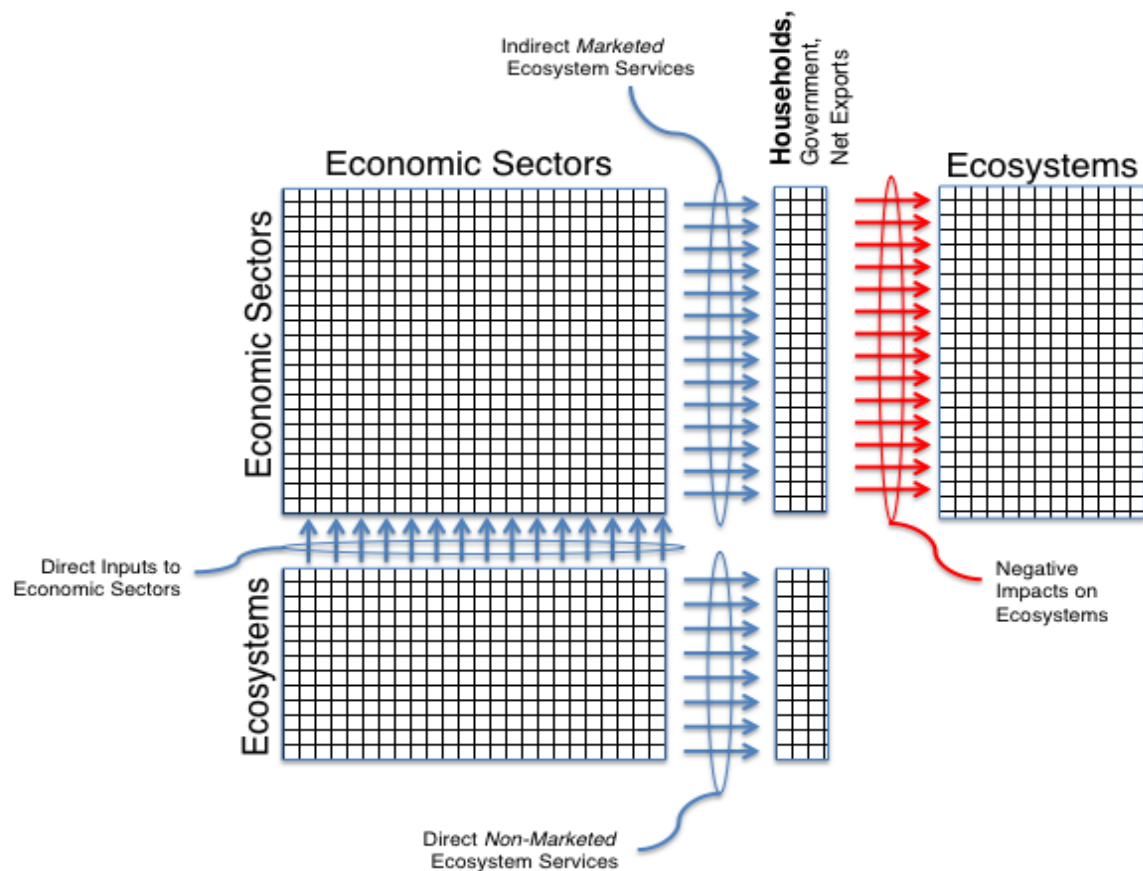 Indirect Marketed
Ecosystem Services
Households,
Government,
Net Exports
Economic Sectors
Ecosystems
Economic Sectors
Direct Inputs to
Economic Sectors
Ecosystems
Negative
Impacts on
Ecosystems
Direct Non-Marketed
Ecosystem Services